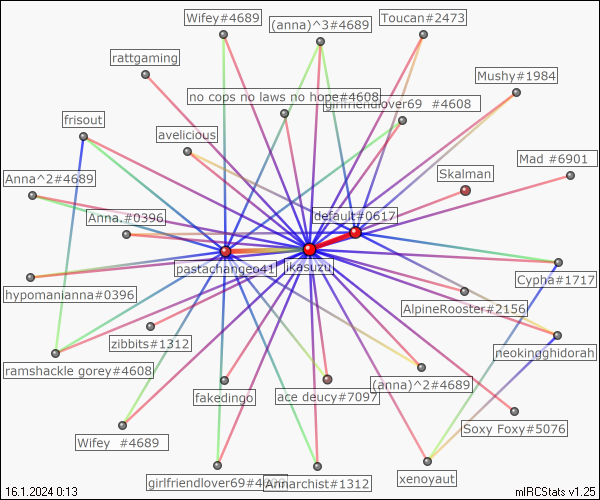 Wifey#4689
(anna)^3#4689
Toucan#2473
rattgaming
Mushy#1984
no cops no laws no hope#4608
girlfriendlover69 #4608
frisout
avelicious
Mad #6901
Anna^2#4689
Skalman
Anna.#0396
default#0617
pastachangeo41
ikasuzu
Cypha#1717
hypomanianna#0396
AlpineRooster#2156
zibbits#1312
neokingghidorah
ramshackle gorey#4608
(anna)^2#4689
fakedingo
ace deucy#7097
Soxy Foxy#5076
Wifey #4689
xenoyaut
girlfriendlover69#4689
Annarchist#1312
16.1.2024 0:13
mIRCStats v1.25